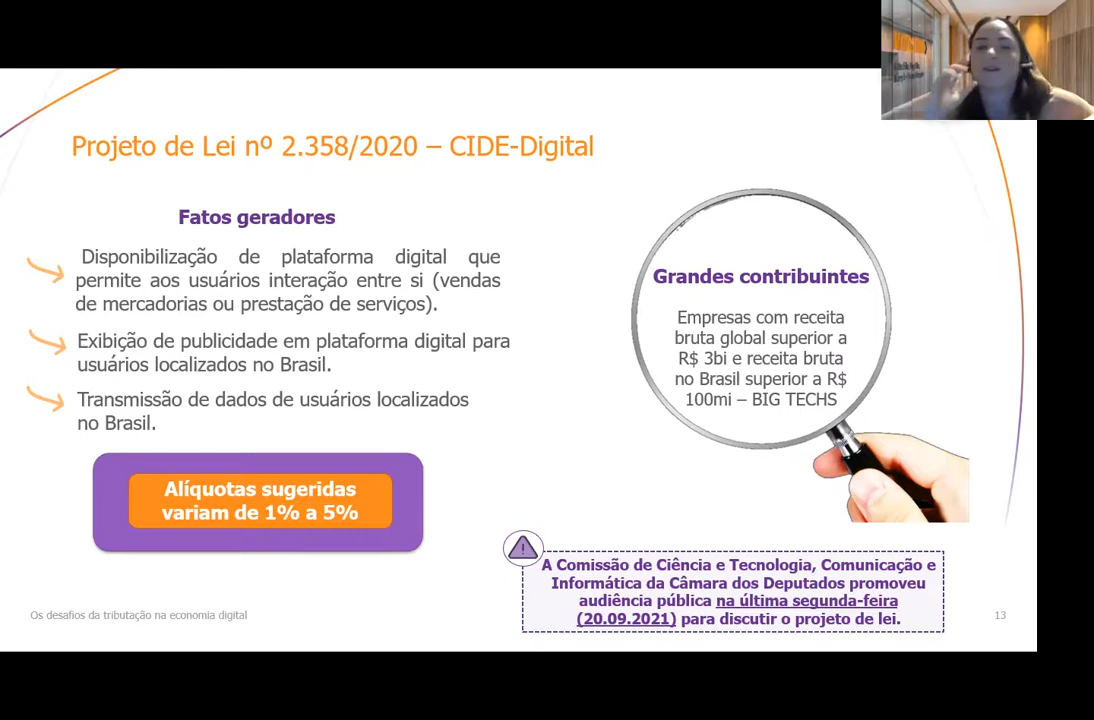 Projeto de Lei nº 2.358/2020 – CIDE-Digital
Fatos geradores
Disponibilização de plataforma digital que
permite aos usuários interação entre si (vendas
de mercadorias ou prestação de serviços).
Exibição de publicidade em plataforma digital para
usuários localizados no Brasil.
Transmissão de dados de usuários localizados
no Brasil.
Alíquotas sugeridas
variam de 1% a 5%
Grandes contribuintes
Empresas com receita
bruta global superior a
R$ 3bi e receita bruta
no Brasil superior a R$
100mi – BIG TECHS
!
A Comissão de Ciência e Tecnologia, Comunicação e
Informática da Câmara dos Deputados promoveu
audiência pública na última segunda-feira
(20.09.2021) para discutir o projeto de lei.
Os desafios da tributação na economia digital
13